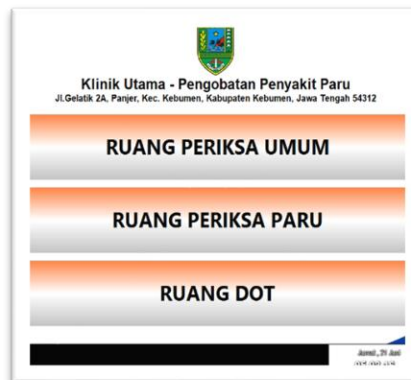 Klinik Utama - Pengobatan Penyakit Paru
Jl.Gelatik 2A, Panjer, Kec. Kebumen, Kabupaten Kebumen, Jawa Tengah 54312
RUANG PERIKSA UMUM
RUANG PERIKSA PARU
RUANG DOT